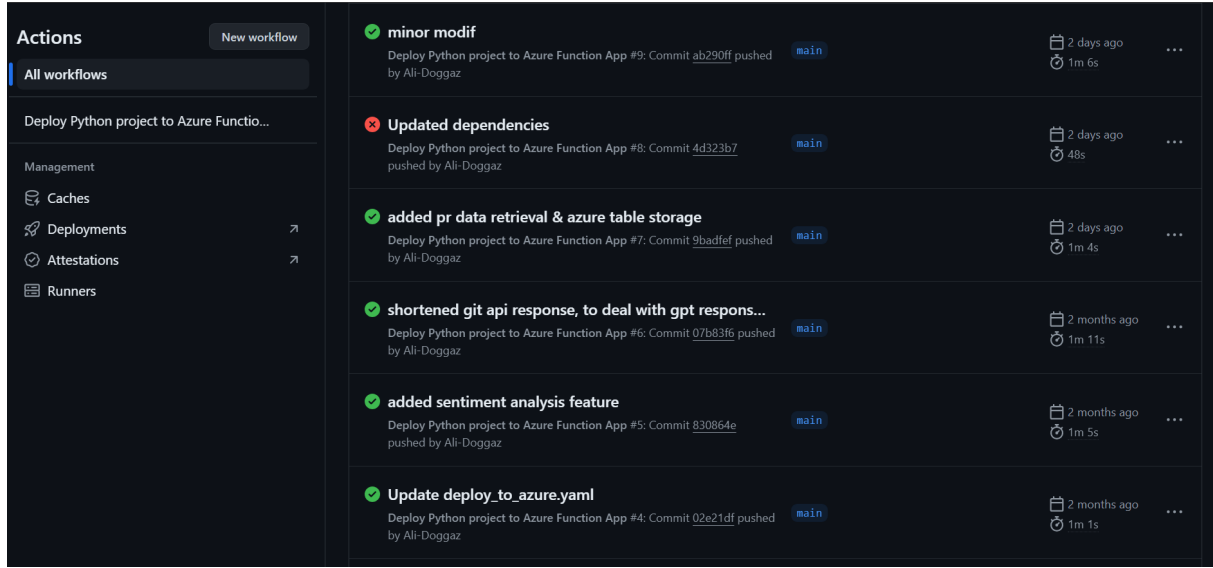 Actions
New workflow
All workflows
Deploy Python project to Azure Functio...
Management
Caches
Deployments
Attestations
Runners
minor modif
Deploy Python project to Azure Function App #9: Commit ab290ff pushed
by Ali-Doggaz
main
2 days ago
1m 6s
Updated dependencies
Deploy Python project to Azure Function App #8: Commit 4d323b7
pushed by Ali-Doggaz
main
2 days ago
48s
added pr data retrieval & azure table storage
Deploy Python project to Azure Function App #7: Commit 9badfef pushed
by Ali-Doggaz
main
2 days ago
1m 4s
shortened git api response, to deal with gpt respons...
Deploy Python project to Azure Function App #6: Commit 07b83f6 pushed
by Ali-Doggaz
main
2 months ago
1m 11s
added sentiment analysis feature
Deploy Python project to Azure Function App #5: Commit 830864e
pushed by Ali-Doggaz
main
2 months ago
1m 5s
Update deploy_to_azure.yaml
Deploy Python project to Azure Function App #4: Commit 02e21df pushed
by Ali-Doggaz
main
2 months ago
1m 1s